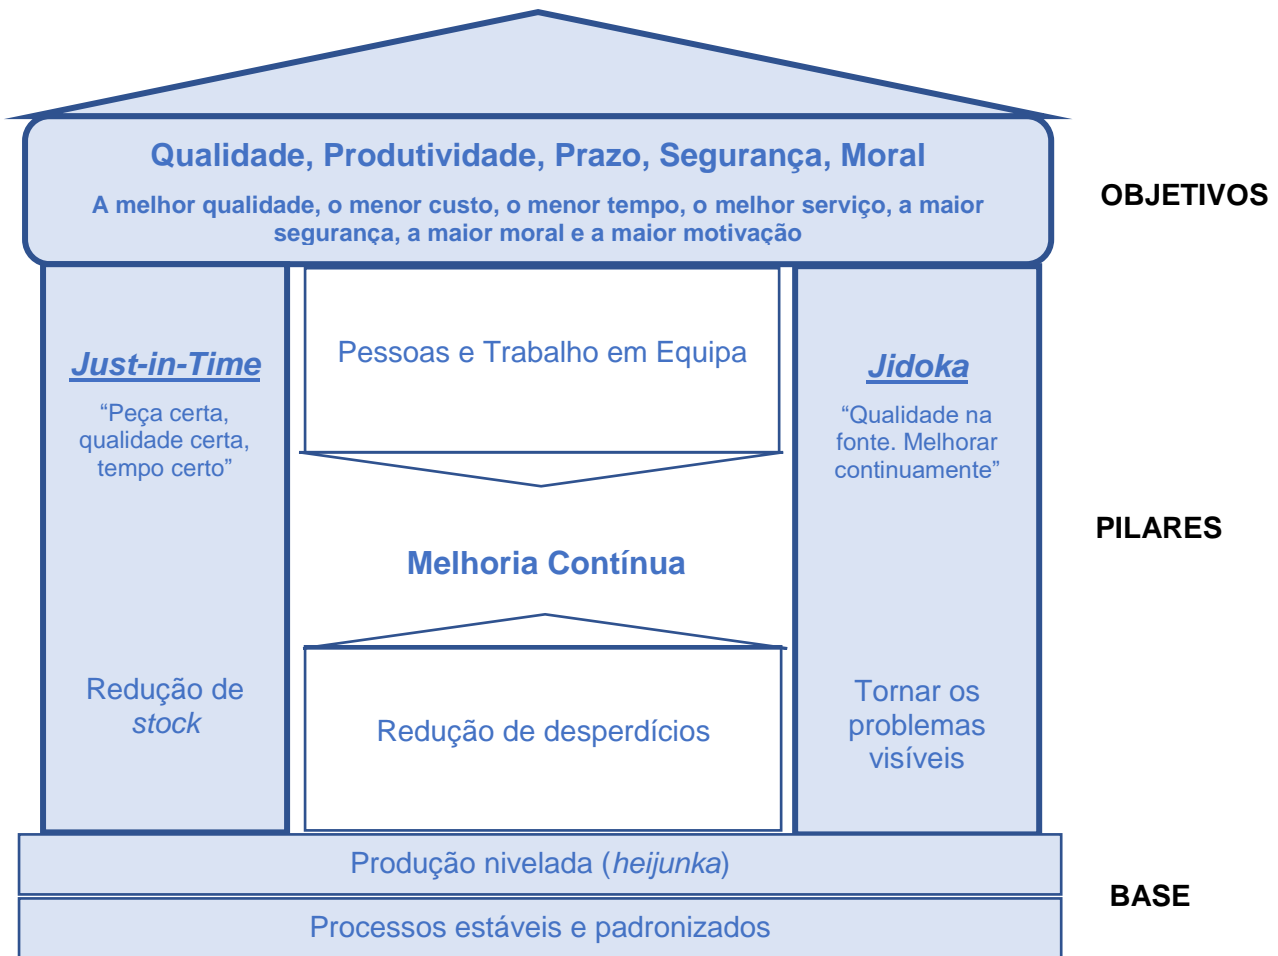 Qualidade, Produtividade, Prazo, Segurança, Moral
A melhor qualidade, o menor custo, o menor tempo, o melhor serviço, a maior
segurança, a maior moral e a maior motivação
OBJETIVOS
Just-in-Time
“Peça certa,
qualidade certa,
tempo certo”
Redução de
stock
Pessoas e Trabalho em Equipa
Melhoria Contínua
Redução de desperdícios
Jidoka
“Qualidade na
fonte. Melhorar
continuamente”
Tornar os
problemas
visíveis
PILARES
Produção nivelada (heijunka)
Processos estáveis e padronizados
BASE